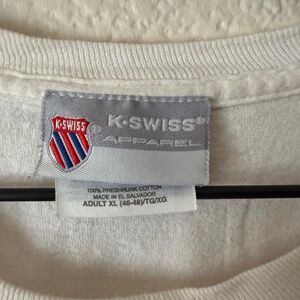 K·SWISS®
APPAREL
K·SWISS
®
100% PRESHRUNK COTTON
MADE IN EL SALVADOR
ADULT XL (46-48)/TG/XG